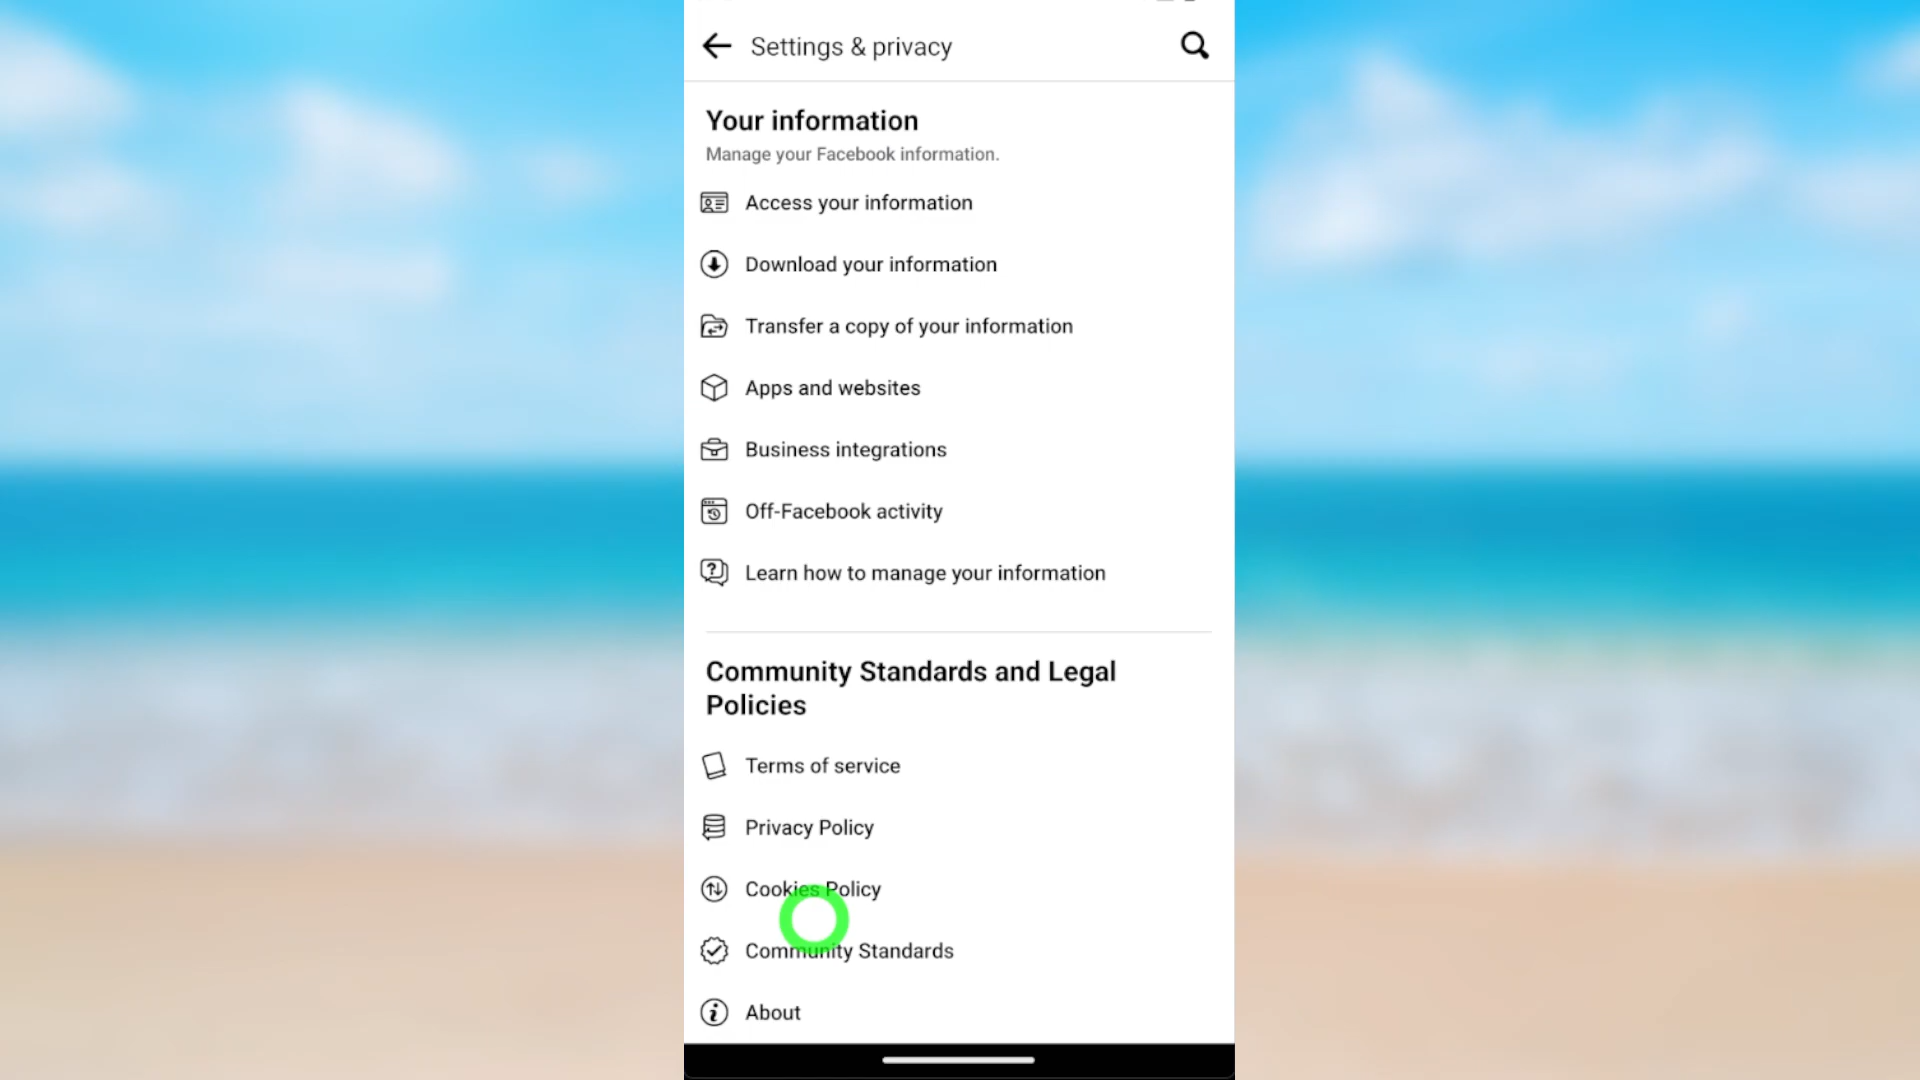 Settings & privacy
Your information
Manage your Facebook information.
Access your information
Download your information
Transfer a copy of your information
Apps and websites
Business integrations
Off-Facebook activity
Learn how to manage your information
Community Standards and Legal
Policies
Terms of service
Privacy Policy
Cookies Policy
Community Standards
About